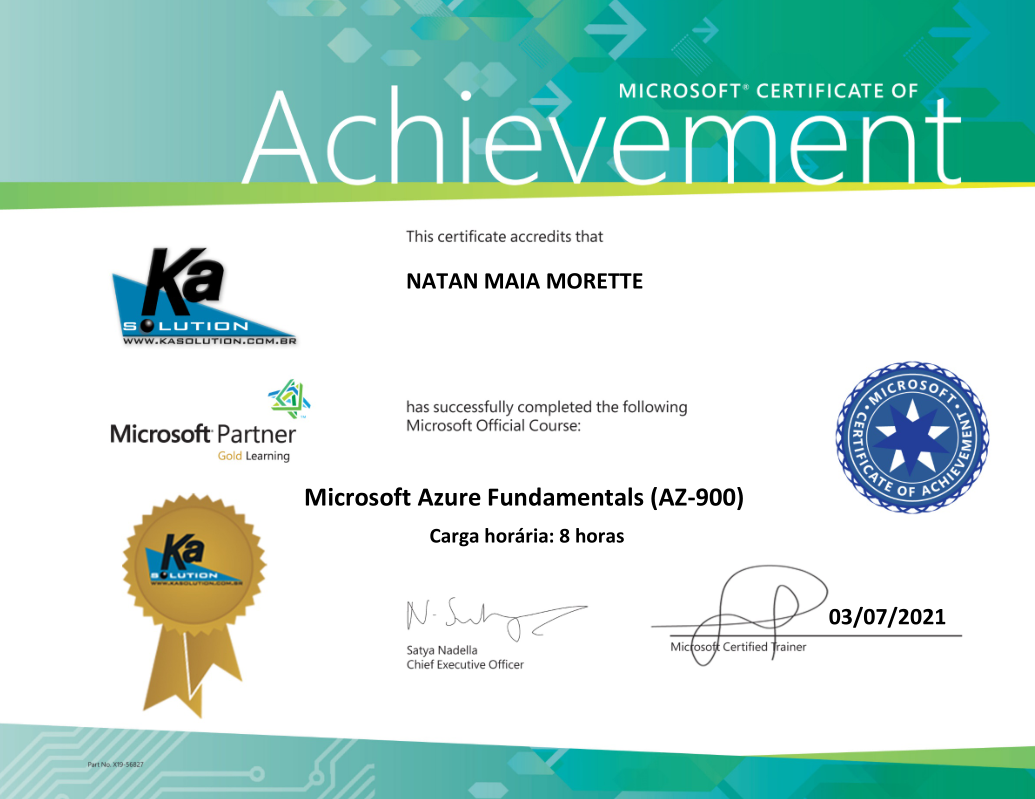 MICROSOFT® CERTIFICATE OF
Achievement
This certificate accredits that
NATAN MAIA MORETTE
Ka
SOLUTION
WWW.KASOLUTION.COM.BR
has successfully completed the following
Microsoft Official Course:
Microsoft Partner
Gold Learning
• MICROSOFT •
CERTIFICATE OF ACHIEVEMENT
Microsoft Azure Fundamentals (AZ-900)
Carga horária: 8 horas
Ka
SOLUTION
WWW.KASOLUTION.COM.BR
N. Satya
03/07/2021
Satya Nadella
Chief Executive Officer
Microsoft Certified Trainer
Part No. X19-56827